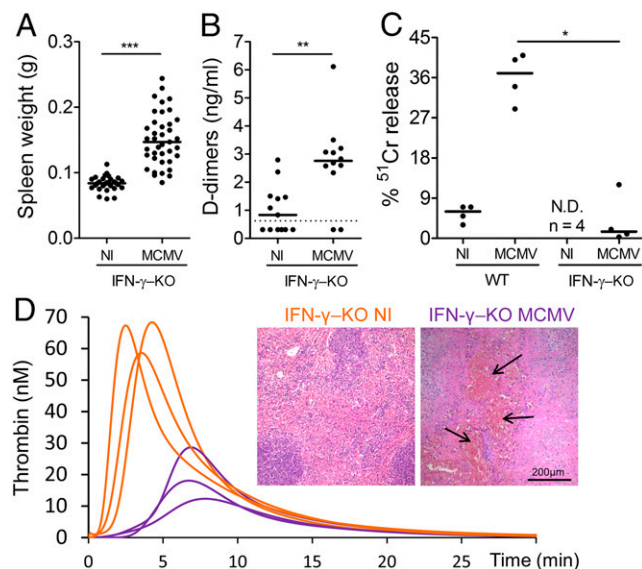 A
***
Spleen weight (g)
0.3
0.2
0.1
0.0
NI
MCMV
IFN-γ-KO
B
**
D-dimers (ng/ml)
7
6
5
4
3
2
1
0
NI
MCMV
IFN-γ-KO
C
*
% ⁵¹Cr release
45
36
27
18
9
0
N.D.
n = 4
NI
MCMV
NI
MCMV
WT
IFN-γ-KO
D
Thrombin (nM)
70
60
50
40
30
20
10
0
0
5
10
15
20
25
Time (min)
IFN-γ–KO NI
IFN-γ–KO MCMV
200µm